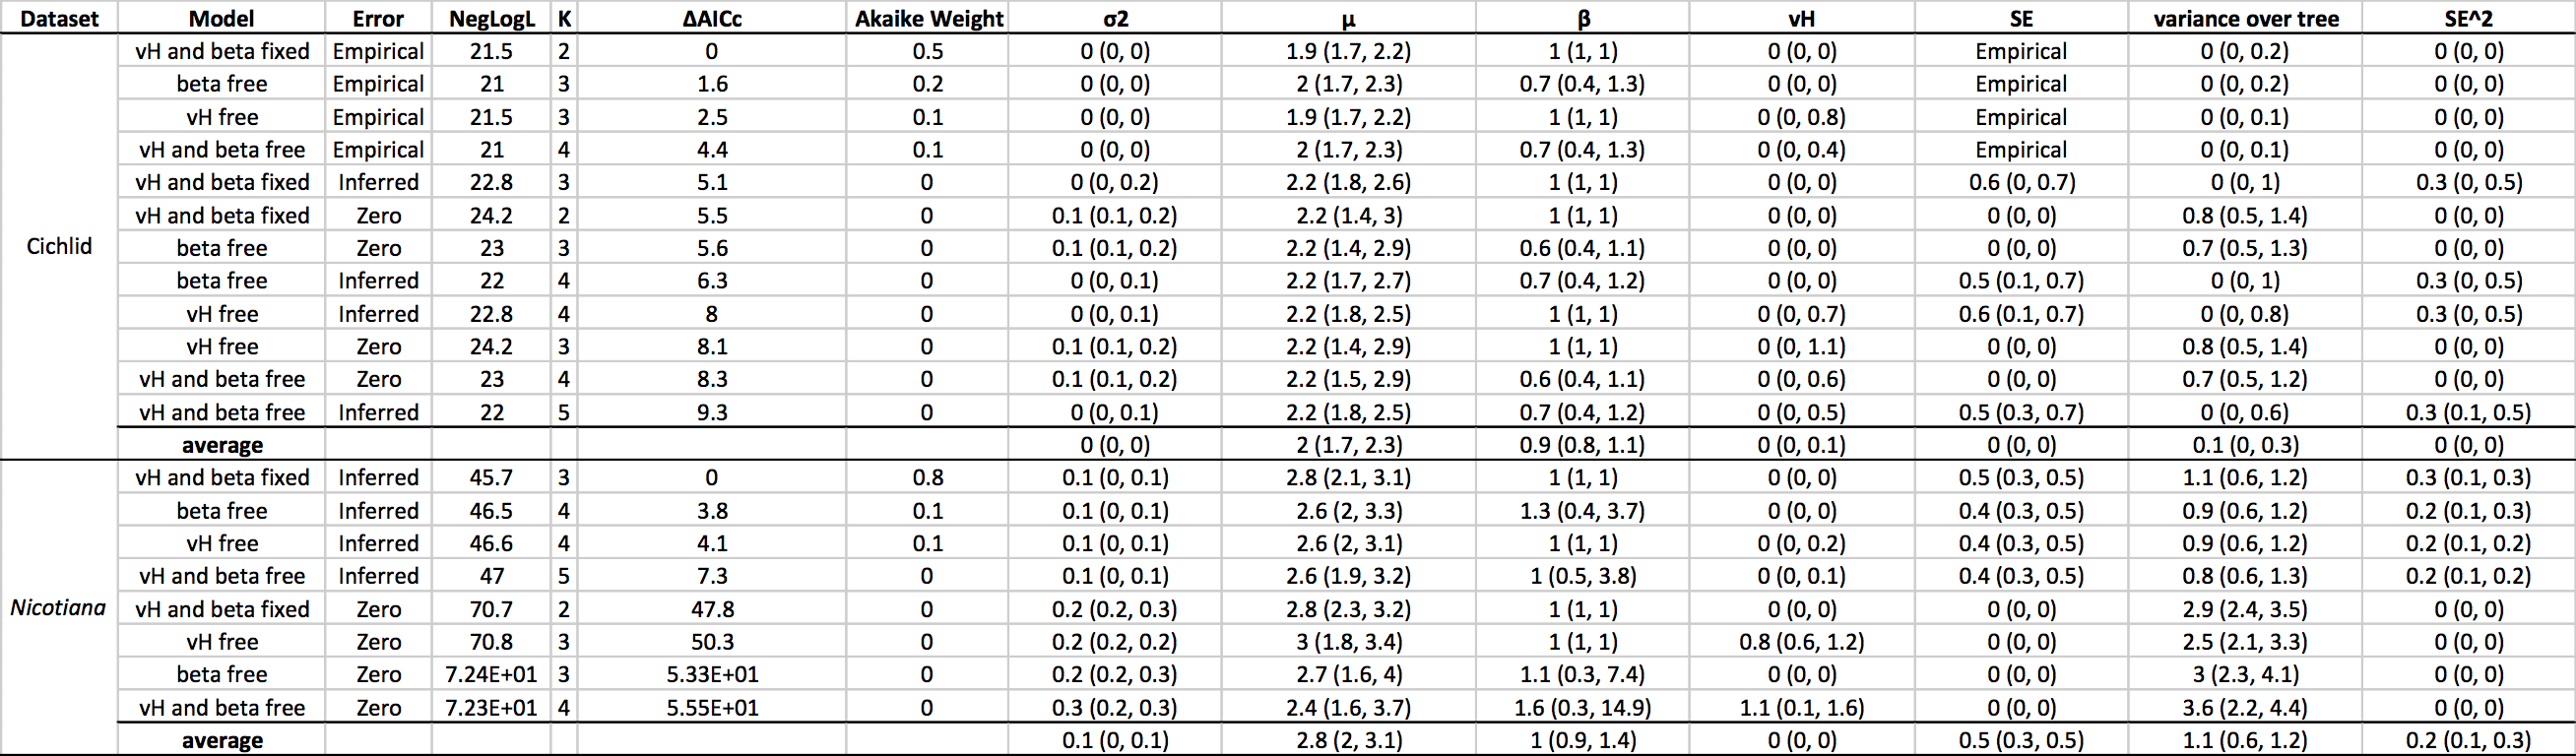 Dataset Model Error NegLogL K ΔAICc Akaike Weight σ2 μ β vH SE variance over tree SE^2
vH and beta fixed Empirical 21.5 2 0 0.5 0 (0, 0) 1.9 (1.7, 2.2) 1 (1, 1) 0 (0, 0) Empirical 0 (0, 0.2) 0 (0, 0)
beta free Empirical 21 3 1.6 0.2 0 (0, 0) 2 (1.7, 2.3) 0.7 (0.4, 1.3) 0 (0, 0) Empirical 0 (0, 0.2) 0 (0, 0)
vH free Empirical 21.5 3 2.5 0.1 0 (0, 0) 1.9 (1.7, 2.2) 1 (1, 1) 0 (0, 0.8) Empirical 0 (0, 0.1) 0 (0, 0)
vH and beta free Empirical 21 4 4.4 0.1 0 (0, 0) 2 (1.7, 2.3) 0.7 (0.4, 1.3) 0 (0, 0.4) Empirical 0 (0, 0.1) 0 (0, 0)
vH and beta fixed Inferred 22.8 3 5.1 0 0 (0, 0.2) 2.2 (1.8, 2.6) 1 (1, 1) 0 (0, 0) 0.6 (0, 0.7) 0 (0, 1) 0.3 (0, 0.5)
vH and beta fixed Zero 24.2 2 5.5 0 0.1 (0.1, 0.2) 2.2 (1.4, 3) 1 (1, 1) 0 (0, 0) 0 (0, 0) 0.8 (0.5, 1.4) 0 (0, 0)
Cichlid beta free Zero 23 3 5.6 0 0.1 (0.1, 0.2) 2.2 (1.4, 2.9) 0.6 (0.4, 1.1) 0 (0, 0) 0 (0, 0) 0.7 (0.5, 1.3) 0 (0, 0)
beta free Inferred 22 4 6.3 0 0 (0, 0.1) 2.2 (1.7, 2.7) 0.7 (0.4, 1.2) 0 (0, 0) 0.5 (0.1, 0.7) 0 (0, 1) 0.3 (0, 0.5)
vH free Inferred 22.8 4 8 0 0 (0, 0.1) 2.2 (1.8, 2.5) 1 (1, 1) 0 (0, 0.7) 0.6 (0.1, 0.7) 0 (0, 0.8) 0.3 (0, 0.5)
vH free Zero 24.2 3 8.1 0 0.1 (0.1, 0.2) 2.2 (1.4, 2.9) 1 (1, 1) 0 (0, 1.1) 0 (0, 0) 0.8 (0.5, 1.4) 0 (0, 0)
vH and beta free Zero 23 4 8.3 0 0.1 (0.1, 0.2) 2.2 (1.5, 2.9) 0.6 (0.4, 1.1) 0 (0, 0.6) 0 (0, 0) 0.7 (0.5, 1.2) 0 (0, 0)
vH and beta free Inferred 22 5 9.3 0 0 (0, 0.1) 2.2 (1.8, 2.5) 0.7 (0.4, 1.2) 0 (0, 0.5) 0.5 (0.3, 0.7) 0 (0, 0.6) 0.3 (0.1, 0.5)
average 0 (0, 0) 2 (1.7, 2.3) 0.9 (0.8, 1.1) 0 (0, 0.1) 0 (0, 0) 0.1 (0, 0.3) 0 (0, 0)
vH and beta fixed Inferred 45.7 3 0 0.8 0.1 (0, 0.1) 2.8 (2.1, 3.1) 1 (1, 1) 0 (0, 0) 0.5 (0.3, 0.5) 1.1 (0.6, 1.2) 0.3 (0.1, 0.3)
beta free Inferred 46.5 4 3.8 0.1 0.1 (0, 0.1) 2.6 (2, 3.3) 1.3 (0.4, 3.7) 0 (0, 0) 0.4 (0.3, 0.5) 0.9 (0.6, 1.2) 0.2 (0.1, 0.3)
vH free Inferred 46.6 4 4.1 0.1 0.1 (0, 0.1) 2.6 (2, 3.1) 1 (1, 1) 0 (0, 0.2) 0.4 (0.3, 0.5) 0.9 (0.6, 1.2) 0.2 (0.1, 0.2)
vH and beta free Inferred 47 5 7.3 0 0.1 (0, 0.1) 2.6 (1.9, 3.2) 1 (0.5, 3.8) 0 (0, 0.1) 0.4 (0.3, 0.5) 0.8 (0.6, 1.3) 0.2 (0.1, 0.2)
Nicotiana vH and beta fixed Zero 70.7 2 47.8 0 0.2 (0.2, 0.3) 2.8 (2.3, 3.2) 1 (1, 1) 0 (0, 0) 0 (0, 0) 2.9 (2.4, 3.5) 0 (0, 0)
vH free Zero 70.8 3 50.3 0 0.2 (0.2, 0.2) 3 (1.8, 3.4) 1 (1, 1) 0.8 (0.6, 1.2) 0 (0, 0) 2.5 (2.1, 3.3) 0 (0, 0)
beta free Zero 7.24E+01 3 5.33E+01 0 0.2 (0.2, 0.3) 2.7 (1.6, 4) 1.1 (0.3, 7.4) 0 (0, 0) 0 (0, 0) 3 (2.3, 4.1) 0 (0, 0)
vH and beta free Zero 7.23E+01 4 5.55E+01 0 0.3 (0.2, 0.3) 2.4 (1.6, 3.7) 1.6 (0.3, 14.9) 1.1 (0.1, 1.6) 0 (0, 0) 3.6 (2.2, 4.4) 0 (0, 0)
average 0.1 (0, 0.1) 2.8 (2, 3.1) 1 (0.9, 1.4) 0 (0, 0) 0.5 (0.3, 0.5) 1.1 (0.6, 1.2) 0.2 (0.1, 0.3)